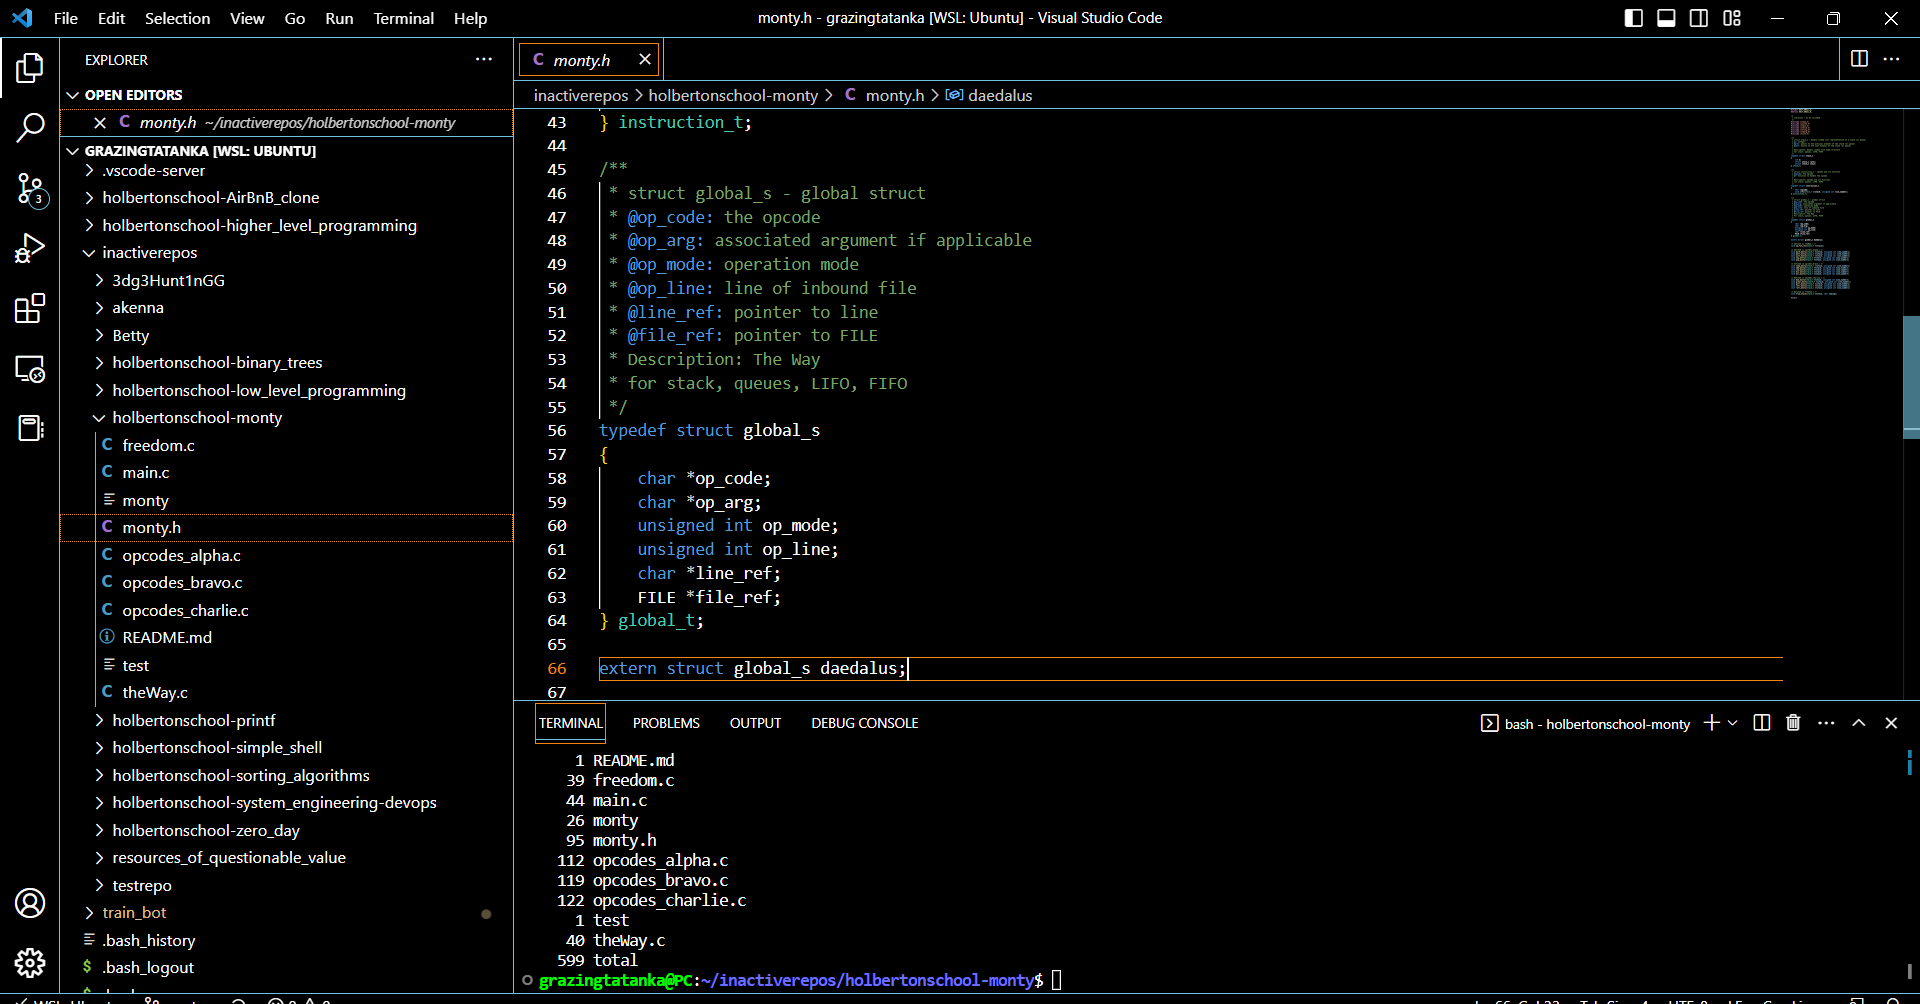 File Edit Selection View Go Run Terminal Help
monty.h - grazingtatanka [WSL: Ubuntu] - Visual Studio Code
EXPLORER
OPEN EDITORS
monty.h ~/inactiverepos/holbertonschool-monty
GRAZINGTATANKA [WSL: UBUNTU]
.vscode-server
holbertonschool-AirBnB_clone
holbertonschool-higher_level_programming
inactiverepos
3dg3Hunt1nGG
akenna
Betty
holbertonschool-binary_trees
holbertonschool-low_level_programming
holbertonschool-monty
C freedom.c
C main.c
monty
C monty.h
C opcodes_alpha.c
C opcodes_bravo.c
C opcodes_charlie.c
README.md
test
C theWay.c
holbertonschool-printf
holbertonschool-simple_shell
holbertonschool-sorting_algorithms
holbertonschool-system_engineering-devops
holbertonschool-zero_day
resources_of_questionable_value
testrepo
train_bot
.bash_history
$ .bash_logout
3
C monty.h
inactiverepos > holbertonschool-monty > C monty.h > daedalus
43 } instruction_t;
44
45 /**
46 * struct global_s - global struct
47 * @op_code: the opcode
48 * @op_arg: associated argument if applicable
49 * @op_mode: operation mode
50 * @op_line: line of inbound file
51 * @line_ref: pointer to line
52 * @file_ref: pointer to FILE
53 * Description: The Way
54 * for stack, queues, LIFO, FIFO
55 */
56 typedef struct global_s
57 {
58 char *op_code;
59 char *op_arg;
60 unsigned int op_mode;
61 unsigned int op_line;
62 char *line_ref;
63 FILE *file_ref;
64 } global_t;
65
66 extern struct global_s daedalus;
67
TERMINAL PROBLEMS OUTPUT DEBUG CONSOLE
bash - holbertonschool-monty
1 README.md
39 freedom.c
44 main.c
26 monty
95 monty.h
112 opcodes_alpha.c
119 opcodes_bravo.c
122 opcodes_charlie.c
1 test
40 theWay.c
599 total
grazingtatanka@PC:~/inactiverepos/holbertonschool-monty$